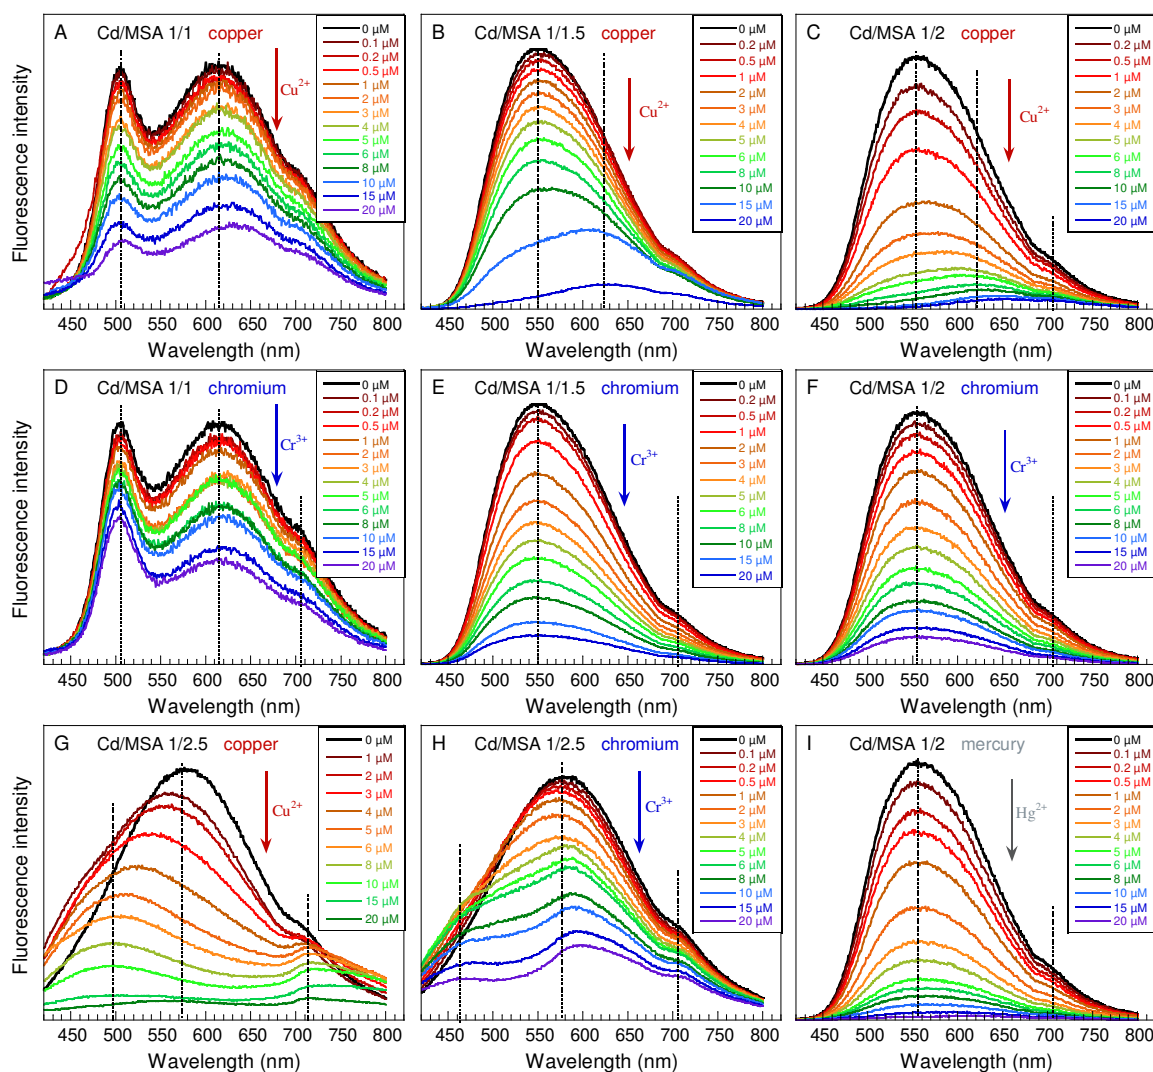 A Cd/MSA 1/1 copper
Cu2+
0 µM
0.1 µM
0.2 µM
0.5 µM
1 µM
2 µM
3 µM
4 µM
5 µM
6 µM
8 µM
10 µM
15 µM
20 µM
Fluorescence intensity
450 500 550 600 650 700 750 800
Wavelength (nm)
B Cd/MSA 1/1.5 copper
Cu2+
0 µM
0.2 µM
0.5 µM
1 µM
2 µM
3 µM
4 µM
5 µM
6 µM
8 µM
10 µM
15 µM
20 µM
450 500 550 600 650 700 750 800
Wavelength (nm)
C Cd/MSA 1/2 copper
Cu2+
0 µM
0.2 µM
0.5 µM
1 µM
2 µM
3 µM
4 µM
5 µM
6 µM
8 µM
10 µM
15 µM
20 µM
450 500 550 600 650 700 750 800
Wavelength (nm)
D Cd/MSA 1/1 chromium
Cr3+
0 µM
0.1 µM
0.2 µM
0.5 µM
1 µM
2 µM
3 µM
4 µM
5 µM
6 µM
8 µM
10 µM
15 µM
20 µM
Fluorescence intensity
450 500 550 600 650 700 750 800
Wavelength (nm)
E Cd/MSA 1/1.5 chromium
Cr3+
0 µM
0.2 µM
0.5 µM
1 µM
2 µM
3 µM
4 µM
5 µM
6 µM
8 µM
10 µM
15 µM
20 µM
450 500 550 600 650 700 750 800
Wavelength (nm)
F Cd/MSA 1/2 chromium
Cr3+
0 µM
0.1 µM
0.2 µM
0.5 µM
1 µM
2 µM
3 µM
4 µM
5 µM
6 µM
8 µM
10 µM
15 µM
20 µM
450 500 550 600 650 700 750 800
Wavelength (nm)
G Cd/MSA 1/2.5 copper
Cu2+
0 µM
1 µM
2 µM
3 µM
4 µM
5 µM
6 µM
8 µM
10 µM
15 µM
20 µM
Fluorescence intensity
450 500 550 600 650 700 750 800
Wavelength (nm)
H Cd/MSA 1/2.5 chromium
Cr3+
0 µM
0.1 µM
0.2 µM
0.5 µM
1 µM
2 µM
3 µM
4 µM
5 µM
6 µM
8 µM
10 µM
15 µM
20 µM
450 500 550 600 650 700 750 800
Wavelength (nm)
I Cd/MSA 1/2 mercury
Hg2+
0 µM
0.1 µM
0.2 µM
0.5 µM
1 µM
2 µM
3 µM
4 µM
5 µM
6 µM
8 µM
10 µM
15 µM
20 µM
450 500 550 600 650 700 750 800
Wavelength (nm)